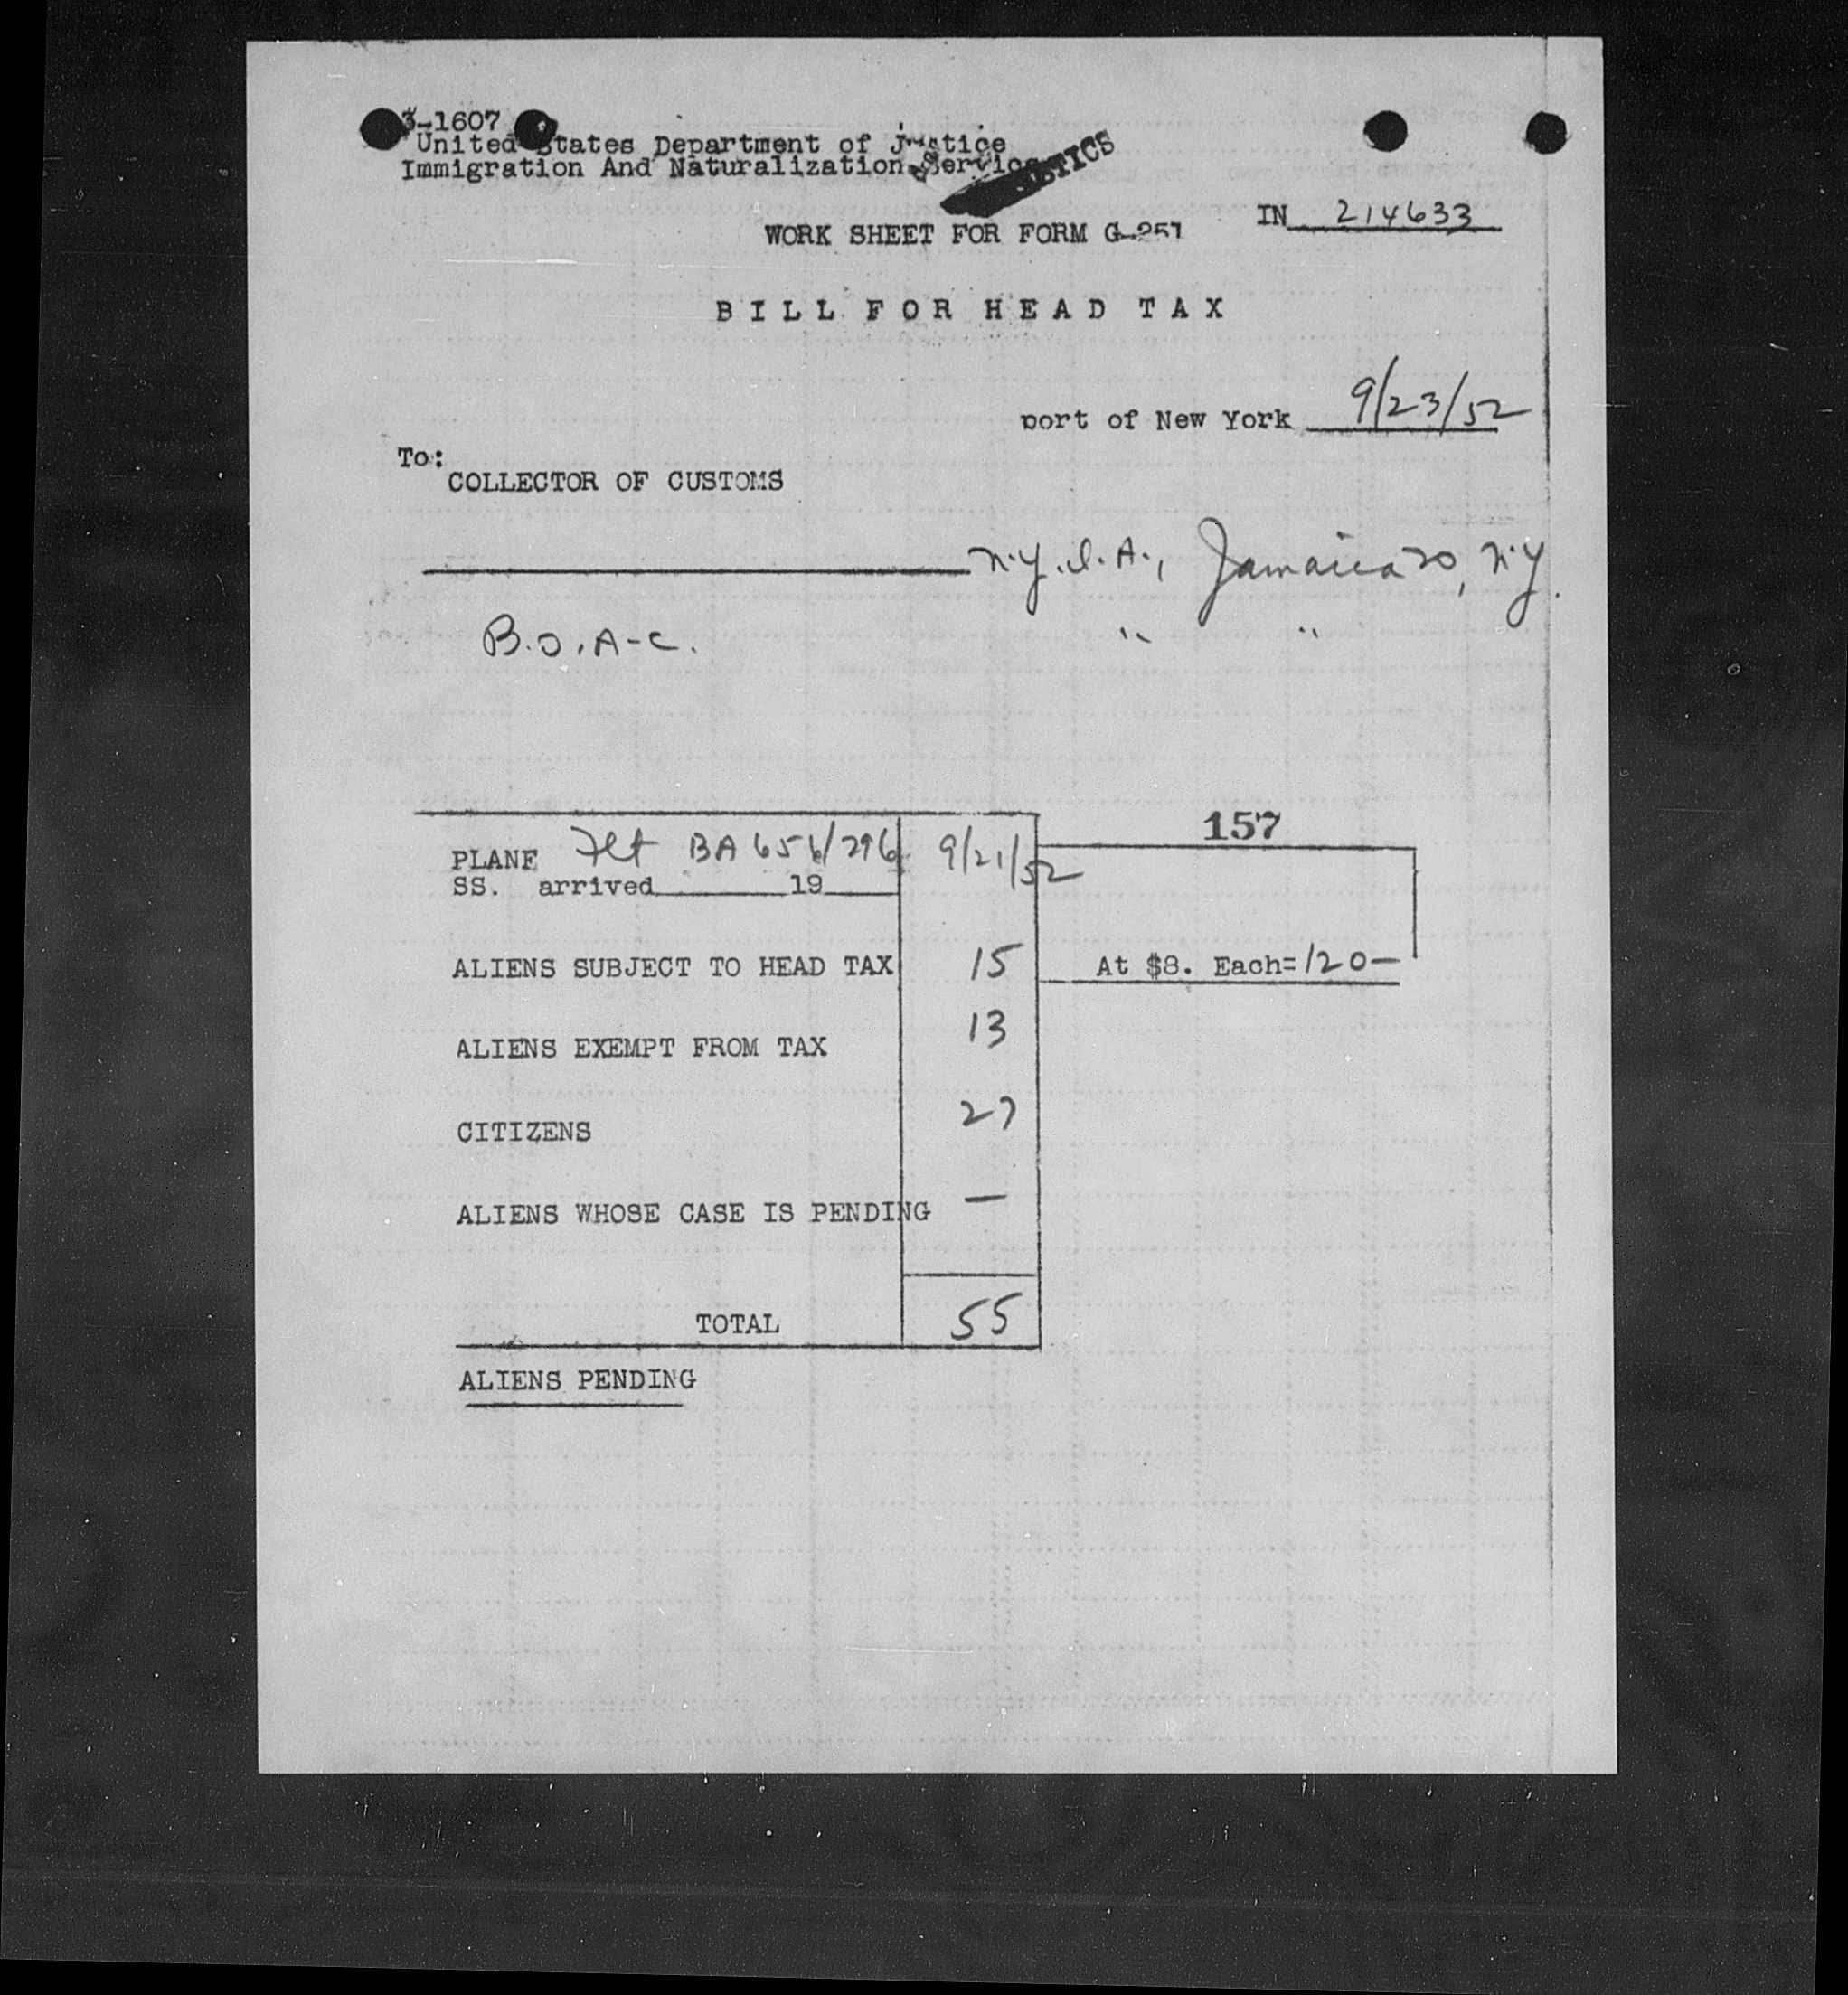 3-1607
United States Department of Justice
Immigration And Naturalization Service
WORK SHEET FOR FORM G-251
IN 214633
BILL FOR HEAD TAX
port of New York 9/23/52
To:
COLLECTOR OF CUSTOMS
N.Y.I.A., Jamaica 20, N.Y.
B.O.A-C. " "
157
PLANE Flt BA 656/296 9/21/52
SS. arrived 19
ALIENS SUBJECT TO HEAD TAX 15 At $8. Each= 120-
ALIENS EXEMPT FROM TAX 13
CITIZENS 27
ALIENS WHOSE CASE IS PENDING —
TOTAL 55
ALIENS PENDING